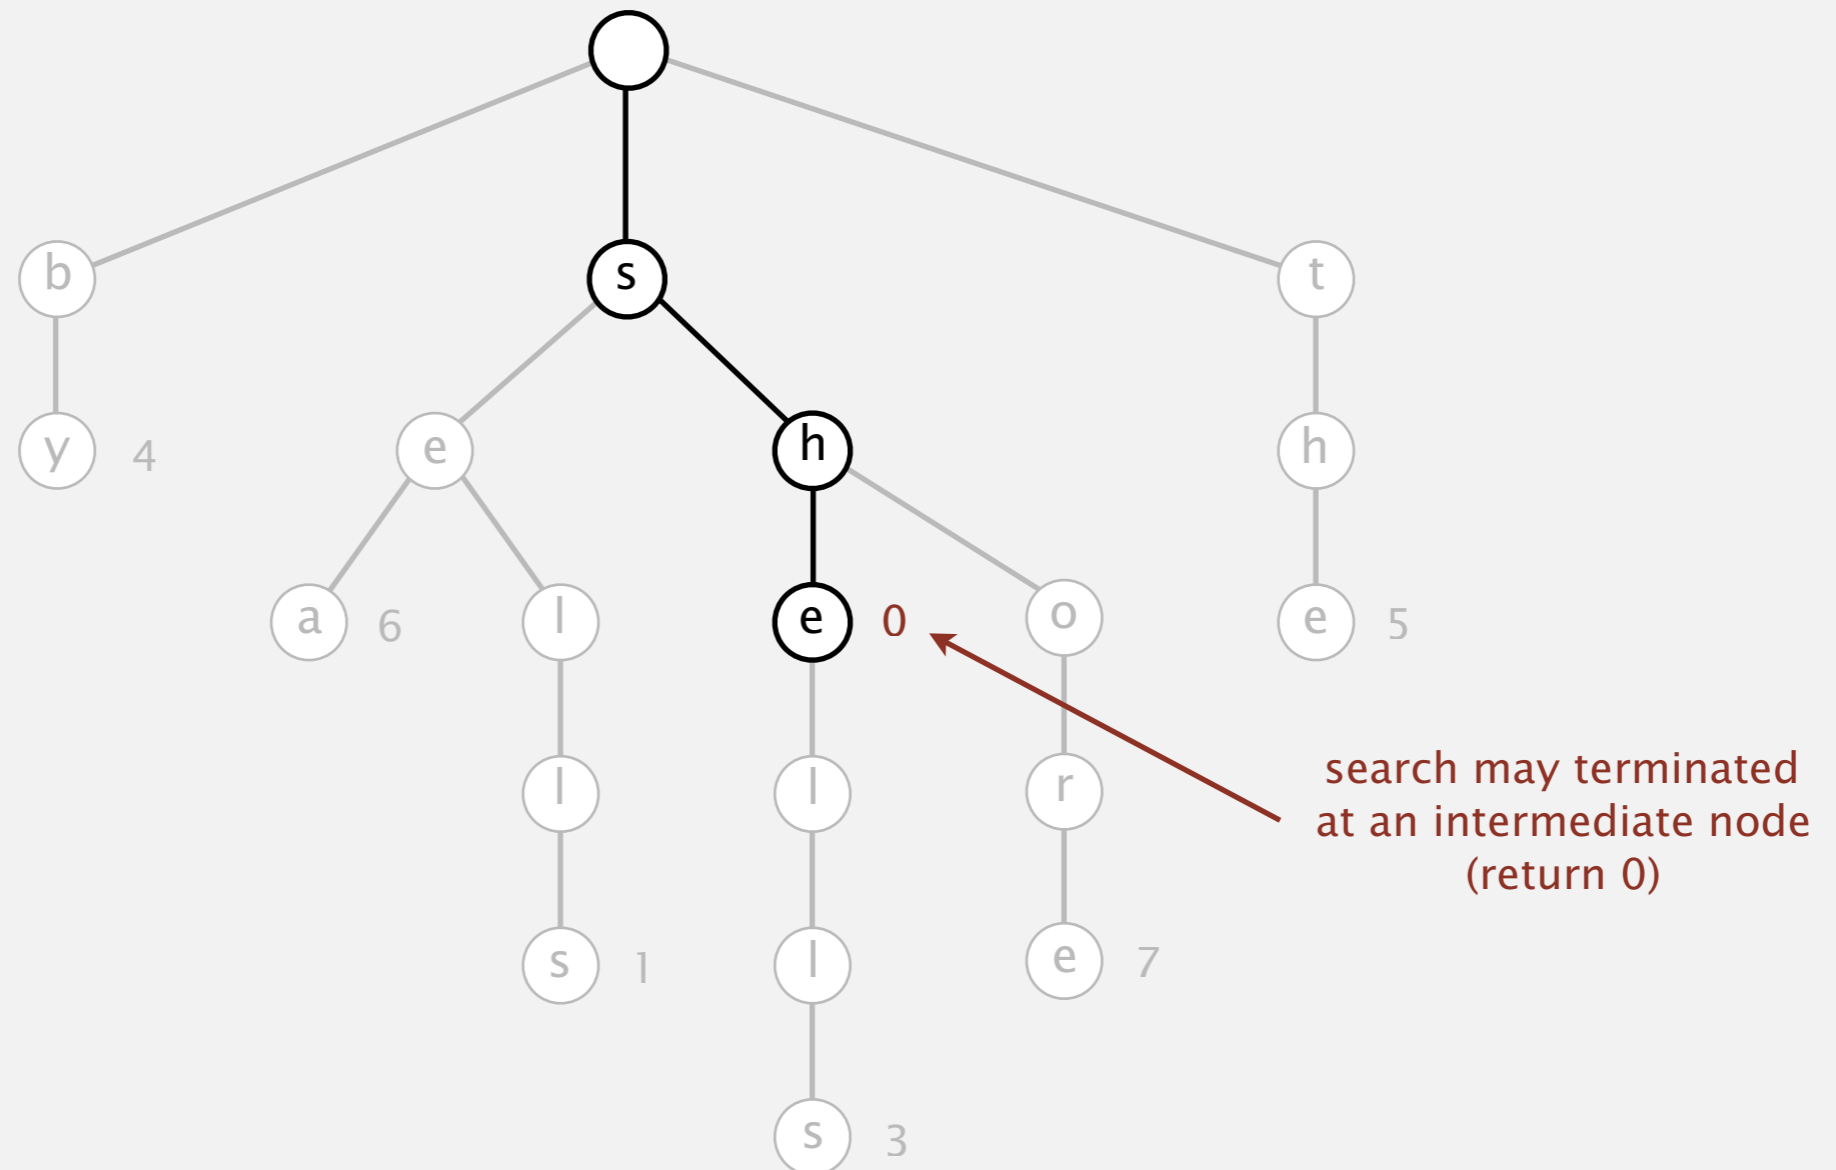 b
s
t
y 4
e
h
h
a 6
l
e 0
o
e 5
l
l
r
search may terminated
at an intermediate node
(return 0)
s 1
l
e 7
s 3